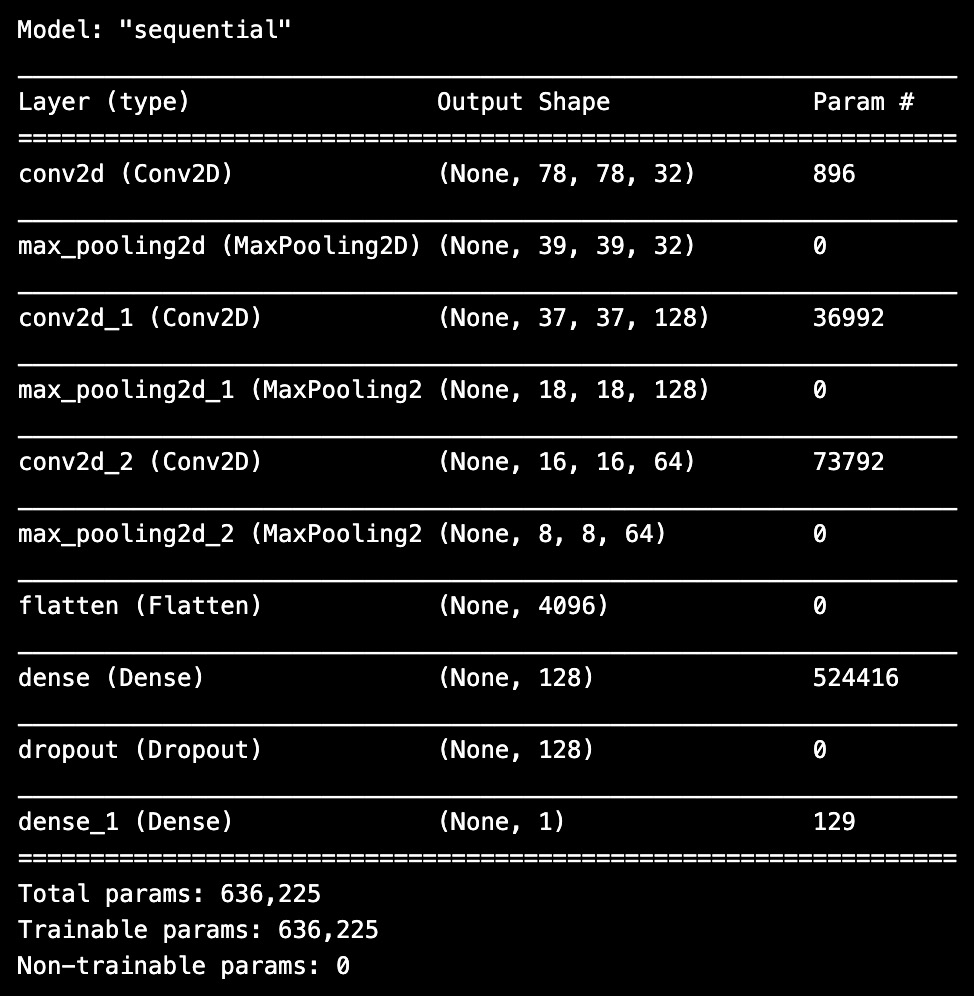 Model: "sequential"
Layer (type) Output Shape Param #
=================================================================
conv2d (Conv2D) (None, 78, 78, 32) 896
max_pooling2d (MaxPooling2D) (None, 39, 39, 32) 0
conv2d_1 (Conv2D) (None, 37, 37, 128) 36992
max_pooling2d_1 (MaxPooling2 (None, 18, 18, 128) 0
conv2d_2 (Conv2D) (None, 16, 16, 64) 73792
max_pooling2d_2 (MaxPooling2 (None, 8, 8, 64) 0
flatten (Flatten) (None, 4096) 0
dense (Dense) (None, 128) 524416
dropout (Dropout) (None, 128) 0
dense_1 (Dense) (None, 1) 129
=================================================================
Total params: 636,225
Trainable params: 636,225
Non-trainable params: 0